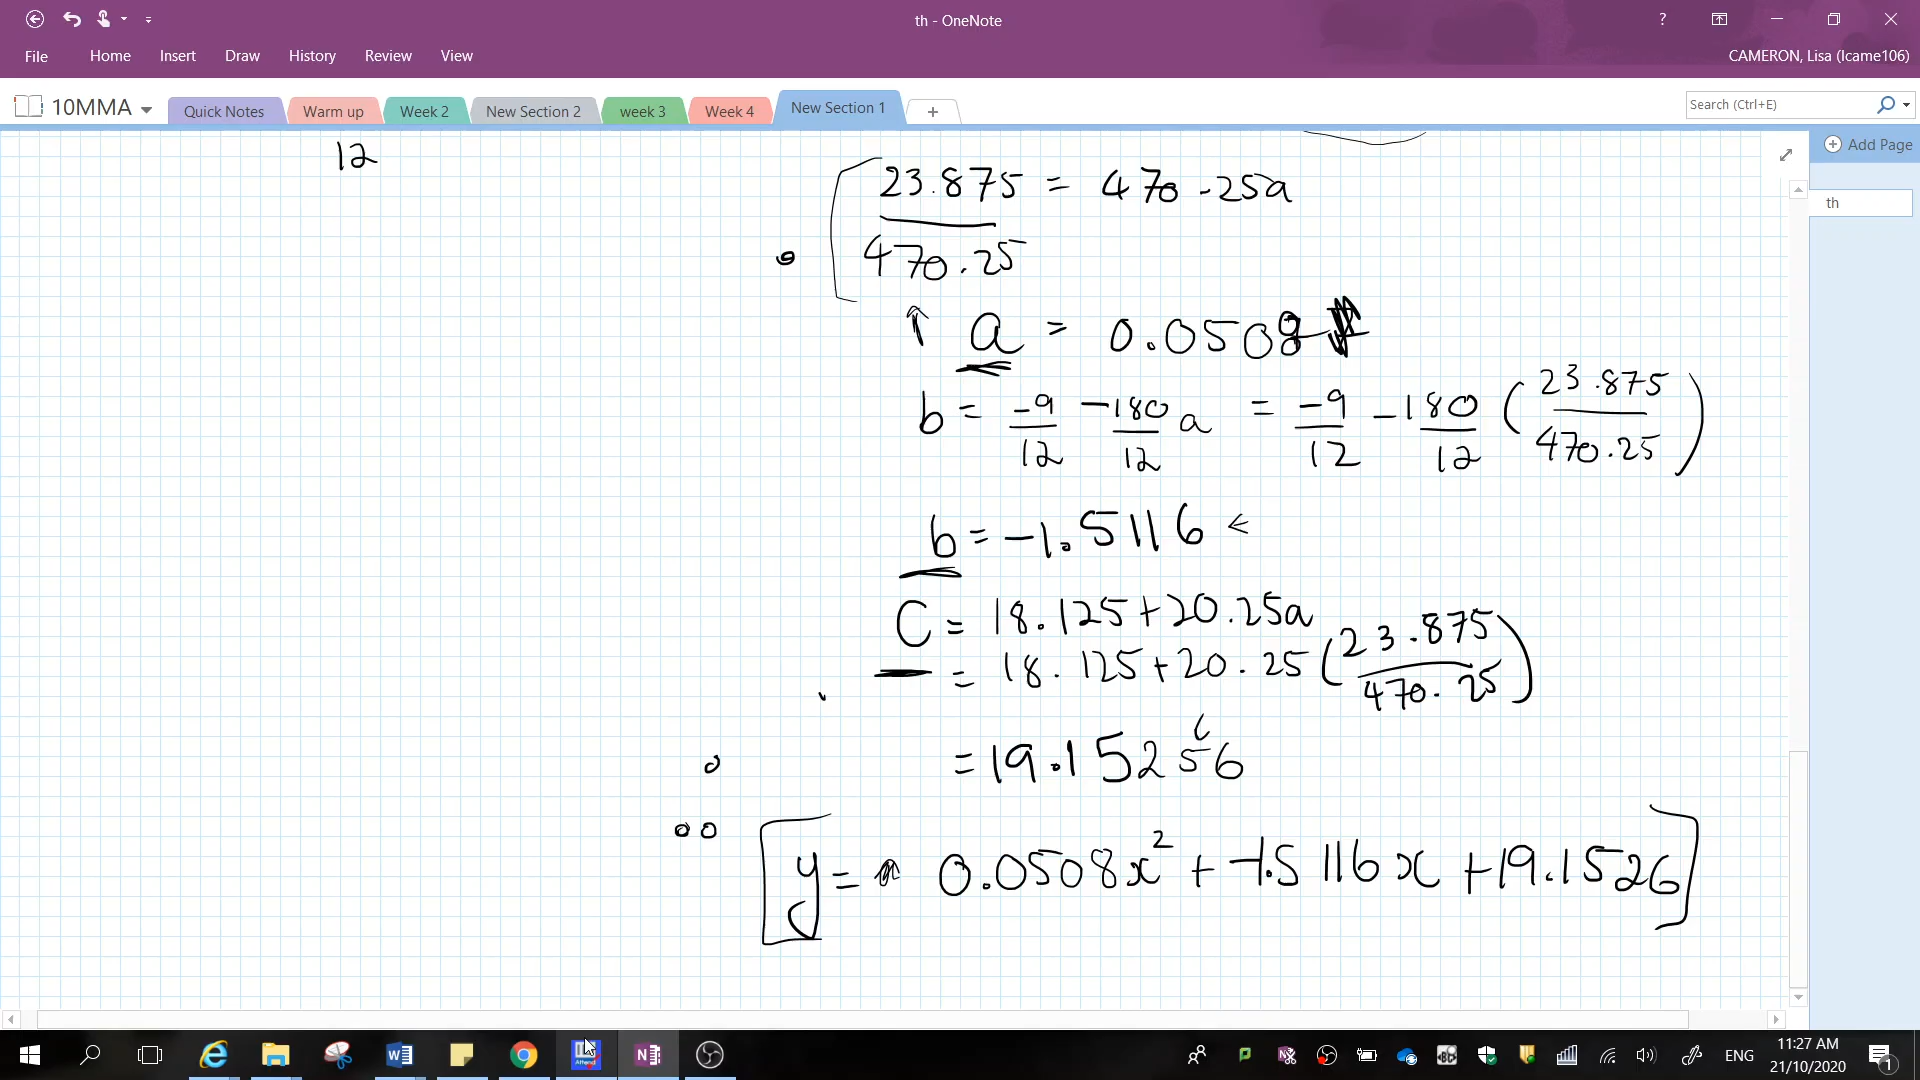 th - OneNote
?
File Home Insert Draw History Review View
CAMERON, Lisa (lcame106)
10MMA
Quick Notes Warm up Week 2 New Section 2 week 3 Week 4 New Section 1 +
Search (Ctrl+E)
Add Page
th
12
23.875 = 470.25a
470.25
a = 0.0508
b = -9/12 -180/12 a = -9/12 -180/12 (23.875/470.25)
b = -1.5116 <
C = 18.125+20.25a
= 18.125+20.25 (23.875/470.25)
= 19.15256
y = 0.0508x² + -1.5116x +19.1526
Attend
ENG
11:27 AM
21/10/2020
1